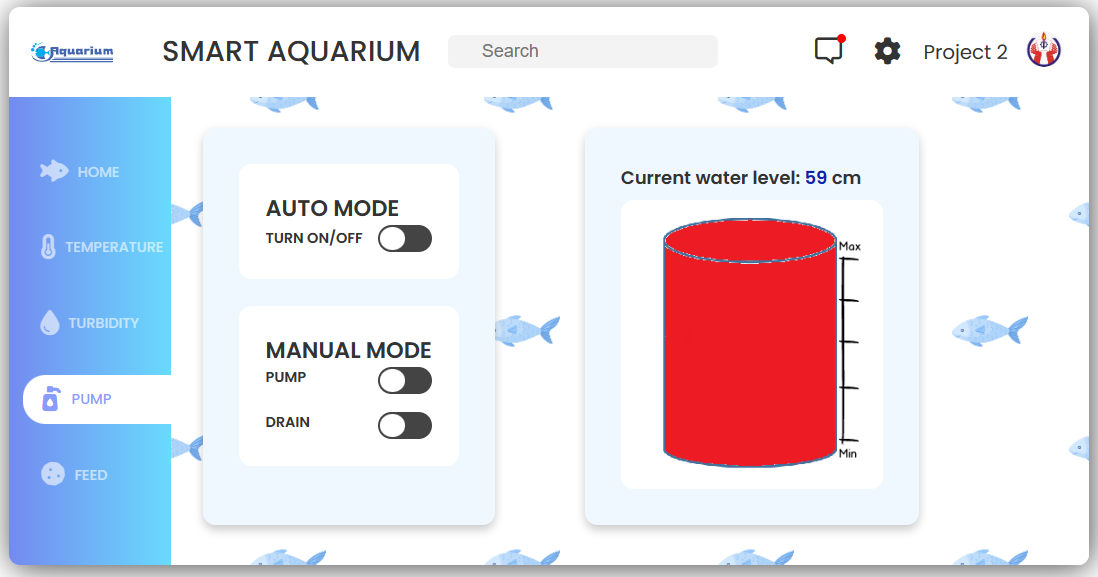 Aquarium
SMART AQUARIUM
Search
Project 2
HOME
TEMPERATURE
TURBIDITY
PUMP
FEED
AUTO MODE
TURN ON/OFF
MANUAL MODE
PUMP
DRAIN
Current water level: 59 cm
Max
Min